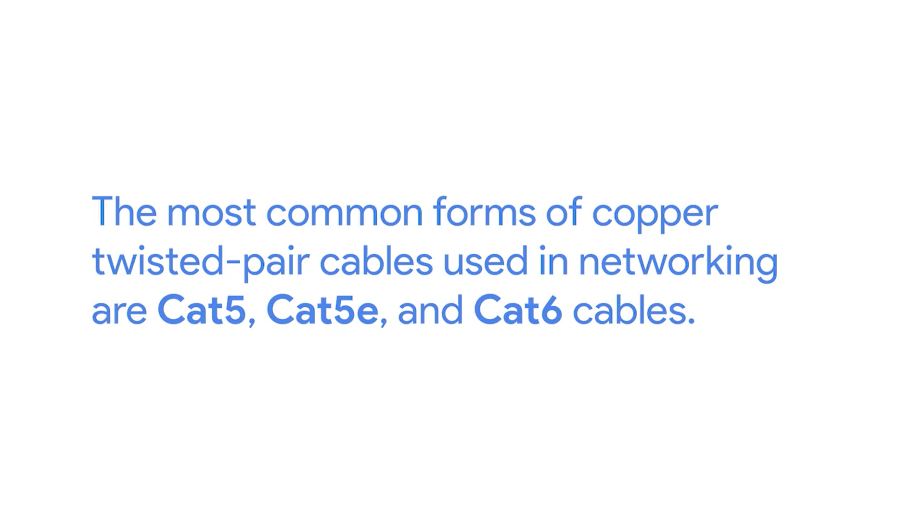 The most common forms of copper
twisted-pair cables used in networking
are Cat5, Cat5e, and Cat6 cables.